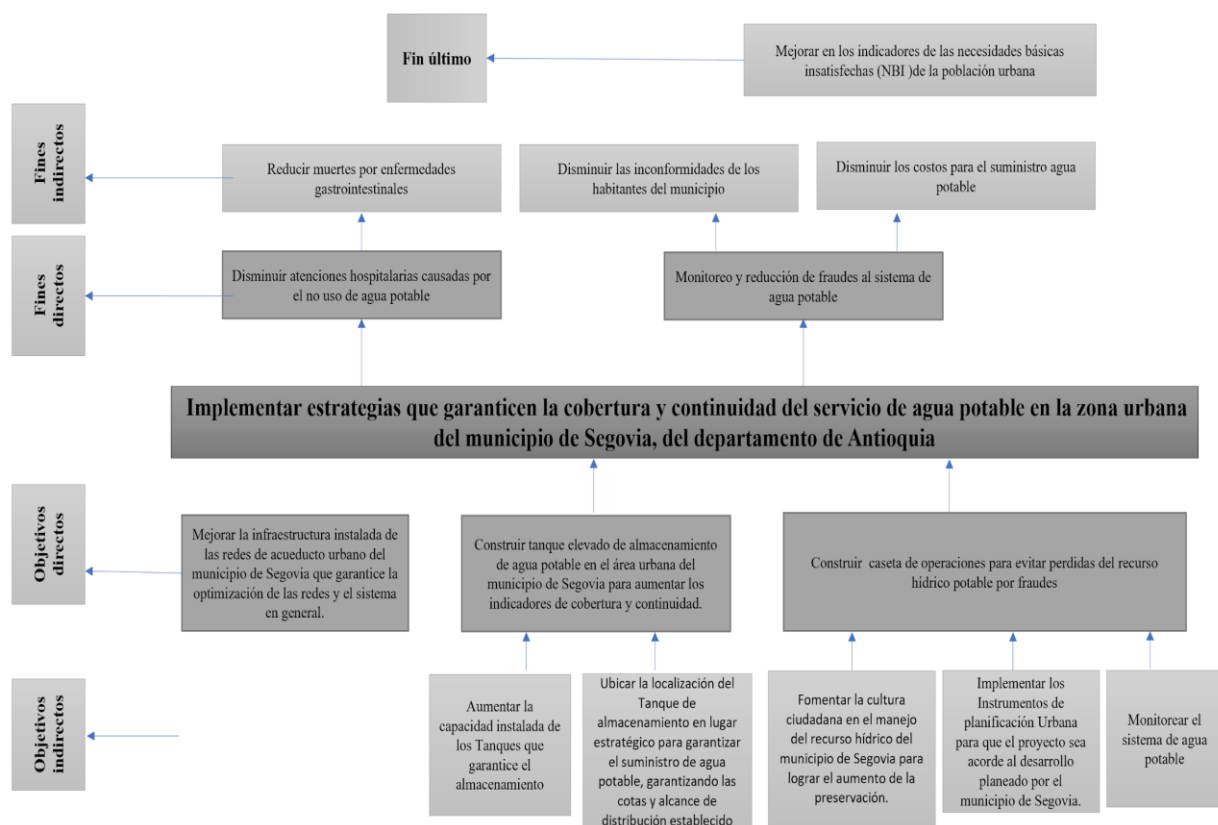 Fin último
Mejorar en los indicadores de las necesidades básicas
insatisfechas (NBI )de la población urbana
Fines
indirectos
Reducir muertes por enfermedades
gastrointestinales
Disminuir las inconformidades de los
habitantes del municipio
Disminuir los costos para el suministro agua
potable
Fines
directos
Disminuir atenciones hospitalarias causadas por
el no uso de agua potable
Monitoreo y reducción de fraudes al sistema de
agua potable
Implementar estrategias que garanticen la cobertura y continuidad del servicio de agua potable en la zona urbana
del municipio de Segovia, del departamento de Antioquia
Objetivos
directos
Mejorar la infraestructura instalada de
las redes de acueducto urbano del
municipio de Segovia que garantice la
optimización de las redes y el sistema
en general.
Construir tanque elevado de almacenamiento
de agua potable en el área urbana del
municipio de Segovia para aumentar los
indicadores de cobertura y continuidad.
Construir caseta de operaciones para evitar perdidas del recurso
hídrico potable por fraudes
Objetivos
indirectos
Aumentar la
capacidad instalada de
los Tanques que
garantice el
almacenamiento
Ubicar la localización del
Tanque de
almacenamiento en lugar
estratégico para garantizar
el suministro de agua
potable, garantizando las
cotas y alcance de
distribución establecido
Fomentar la cultura
ciudadana en el manejo
del recurso hídrico del
municipio de Segovia para
lograr el aumento de la
preservación.
Implementar los
Instrumentos de
planificación Urbana
para que el proyecto sea
acorde al desarrollo
planeado por el
municipio de Segovia.
Monitorear el
sistema de agua
potable